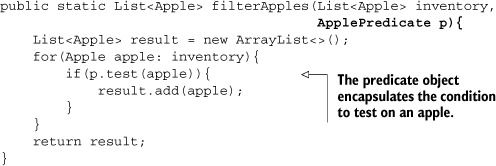 public static List<Apple> filterApples(List<Apple> inventory,
                                       ApplePredicate p){
    List<Apple> result = new ArrayList<>();
    for(Apple apple: inventory){
        if(p.test(apple)){
            result.add(apple);
        }
    }
    return result;
}
The predicate object
encapsulates the condition
to test on an apple.